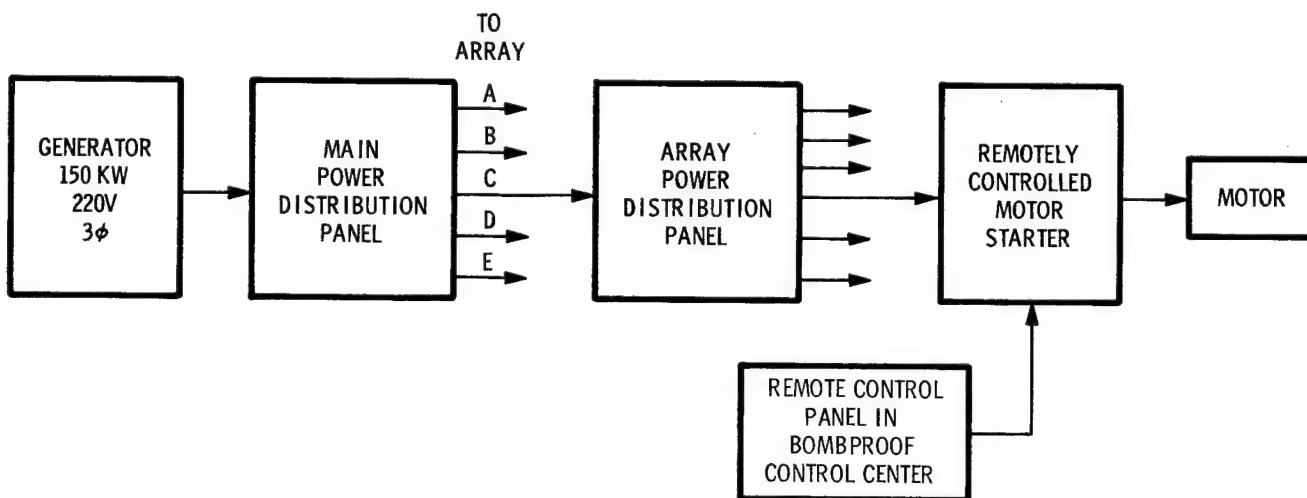 TO
ARRAY
GENERATOR
150 KW
220V
3ϕ
MAIN
POWER
DISTRIBUTION
PANEL
A
B
C
D
E
ARRAY
POWER
DISTRIBUTION
PANEL
REMOTELY
CONTROLLED
MOTOR
STARTER
MOTOR
REMOTE CONTROL
PANEL IN
BOMBPROOF
CONTROL CENTER